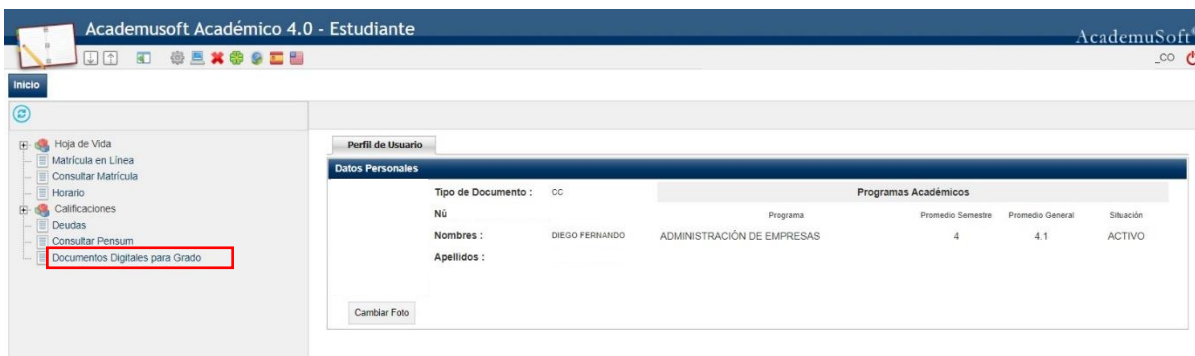 Academusoft Académico 4.0 - Estudiante
AcademuSoft
_CO
Inicio
Hoja de Vida
Matrícula en Línea
Consultar Matrícula
Horario
Calificaciones
Deudas
Consultar Pensum
Documentos Digitales para Grado
Perfil de Usuario
Datos Personales
Tipo de Documento : CC
Nú
Nombres : DIEGO FERNANDO
Apellidos :
Programas Académicos
Programa Promedio Semestre Promedio General Situación
ADMINISTRACIÓN DE EMPRESAS 4 4.1 ACTIVO
Cambiar Foto